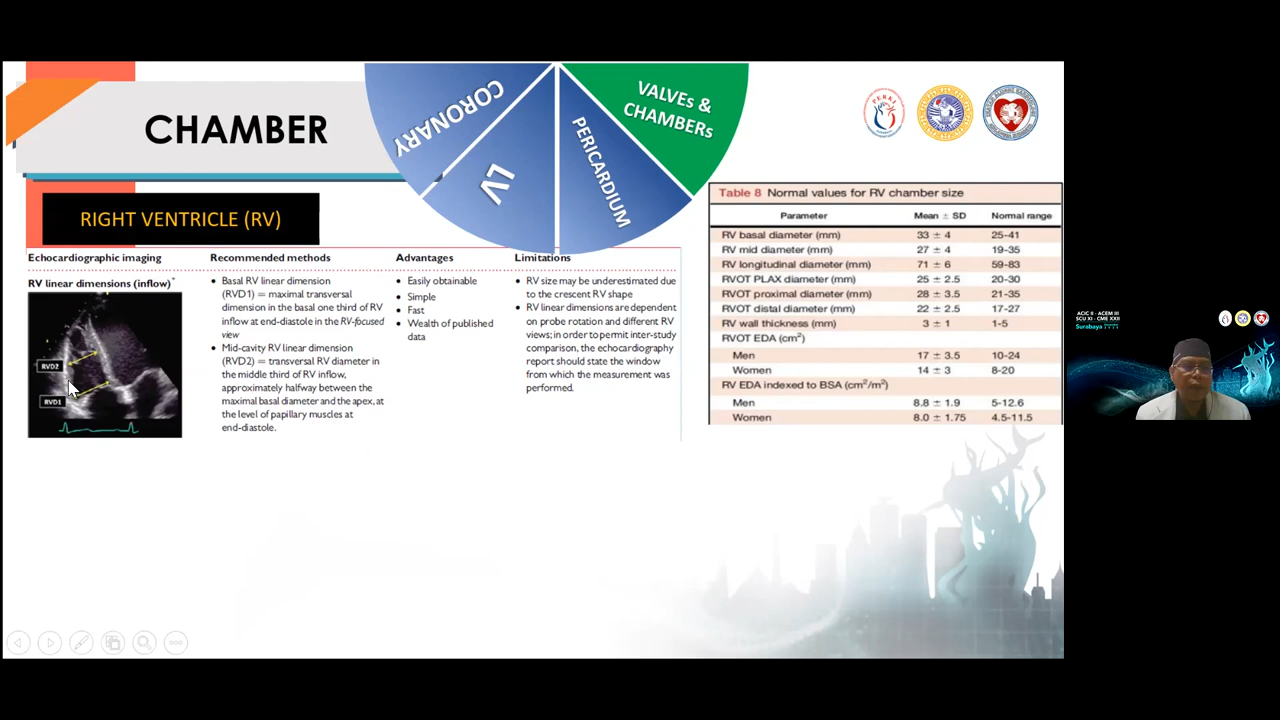 CHAMBER
CORONARY
LV
PERICARDIUM
VALVEs &
CHAMBERs
PERKI
RIGHT VENTRICLE (RV)
Echocardiographic imaging
Recommended methods
Advantages
Limitations
RV linear dimensions (inflow)*
RVD2
RVD1
• Basal RV linear dimension
(RVD1) = maximal transversal
dimension in the basal one third of RV
inflow at end-diastole in the RV-focused
view
• Mid-cavity RV linear dimension
(RVD2) = transversal RV diameter in
the middle third of RV inflow,
approximately halfway between the
maximal basal diameter and the apex, at
the level of papillary muscles at
end-diastole.
• Easily obtainable
• Simple
• Fast
• Wealth of published
data
• RV size may be underestimated due
to the crescent RV shape
• RV linear dimensions are dependent
on probe rotation and different RV
views; in order to permit inter-study
comparison, the echocardiography
report should state the window
from which the measurement was
performed.
Table 8 Normal values for RV chamber size
Parameter Mean ± SD Normal range
RV basal diameter (mm) 33 ± 4 25-41
RV mid diameter (mm) 27 ± 4 19-35
RV longitudinal diameter (mm) 71 ± 6 59-83
RVOT PLAX diameter (mm) 25 ± 2.5 20-30
RVOT proximal diameter (mm) 28 ± 3.5 21-35
RVOT distal diameter (mm) 22 ± 2.5 17-27
RV wall thickness (mm) 3 ± 1 1-5
RVOT EDA (cm²)
Men 17 ± 3.5 10-24
Women 14 ± 3 8-20
RV EDA indexed to BSA (cm²/m²)
Men 8.8 ± 1.9 5-12.6
Women 8.0 ± 1.75 4.5-11.5
ACIC II - ACEM III
SCU XI - CME XXII
Surabaya